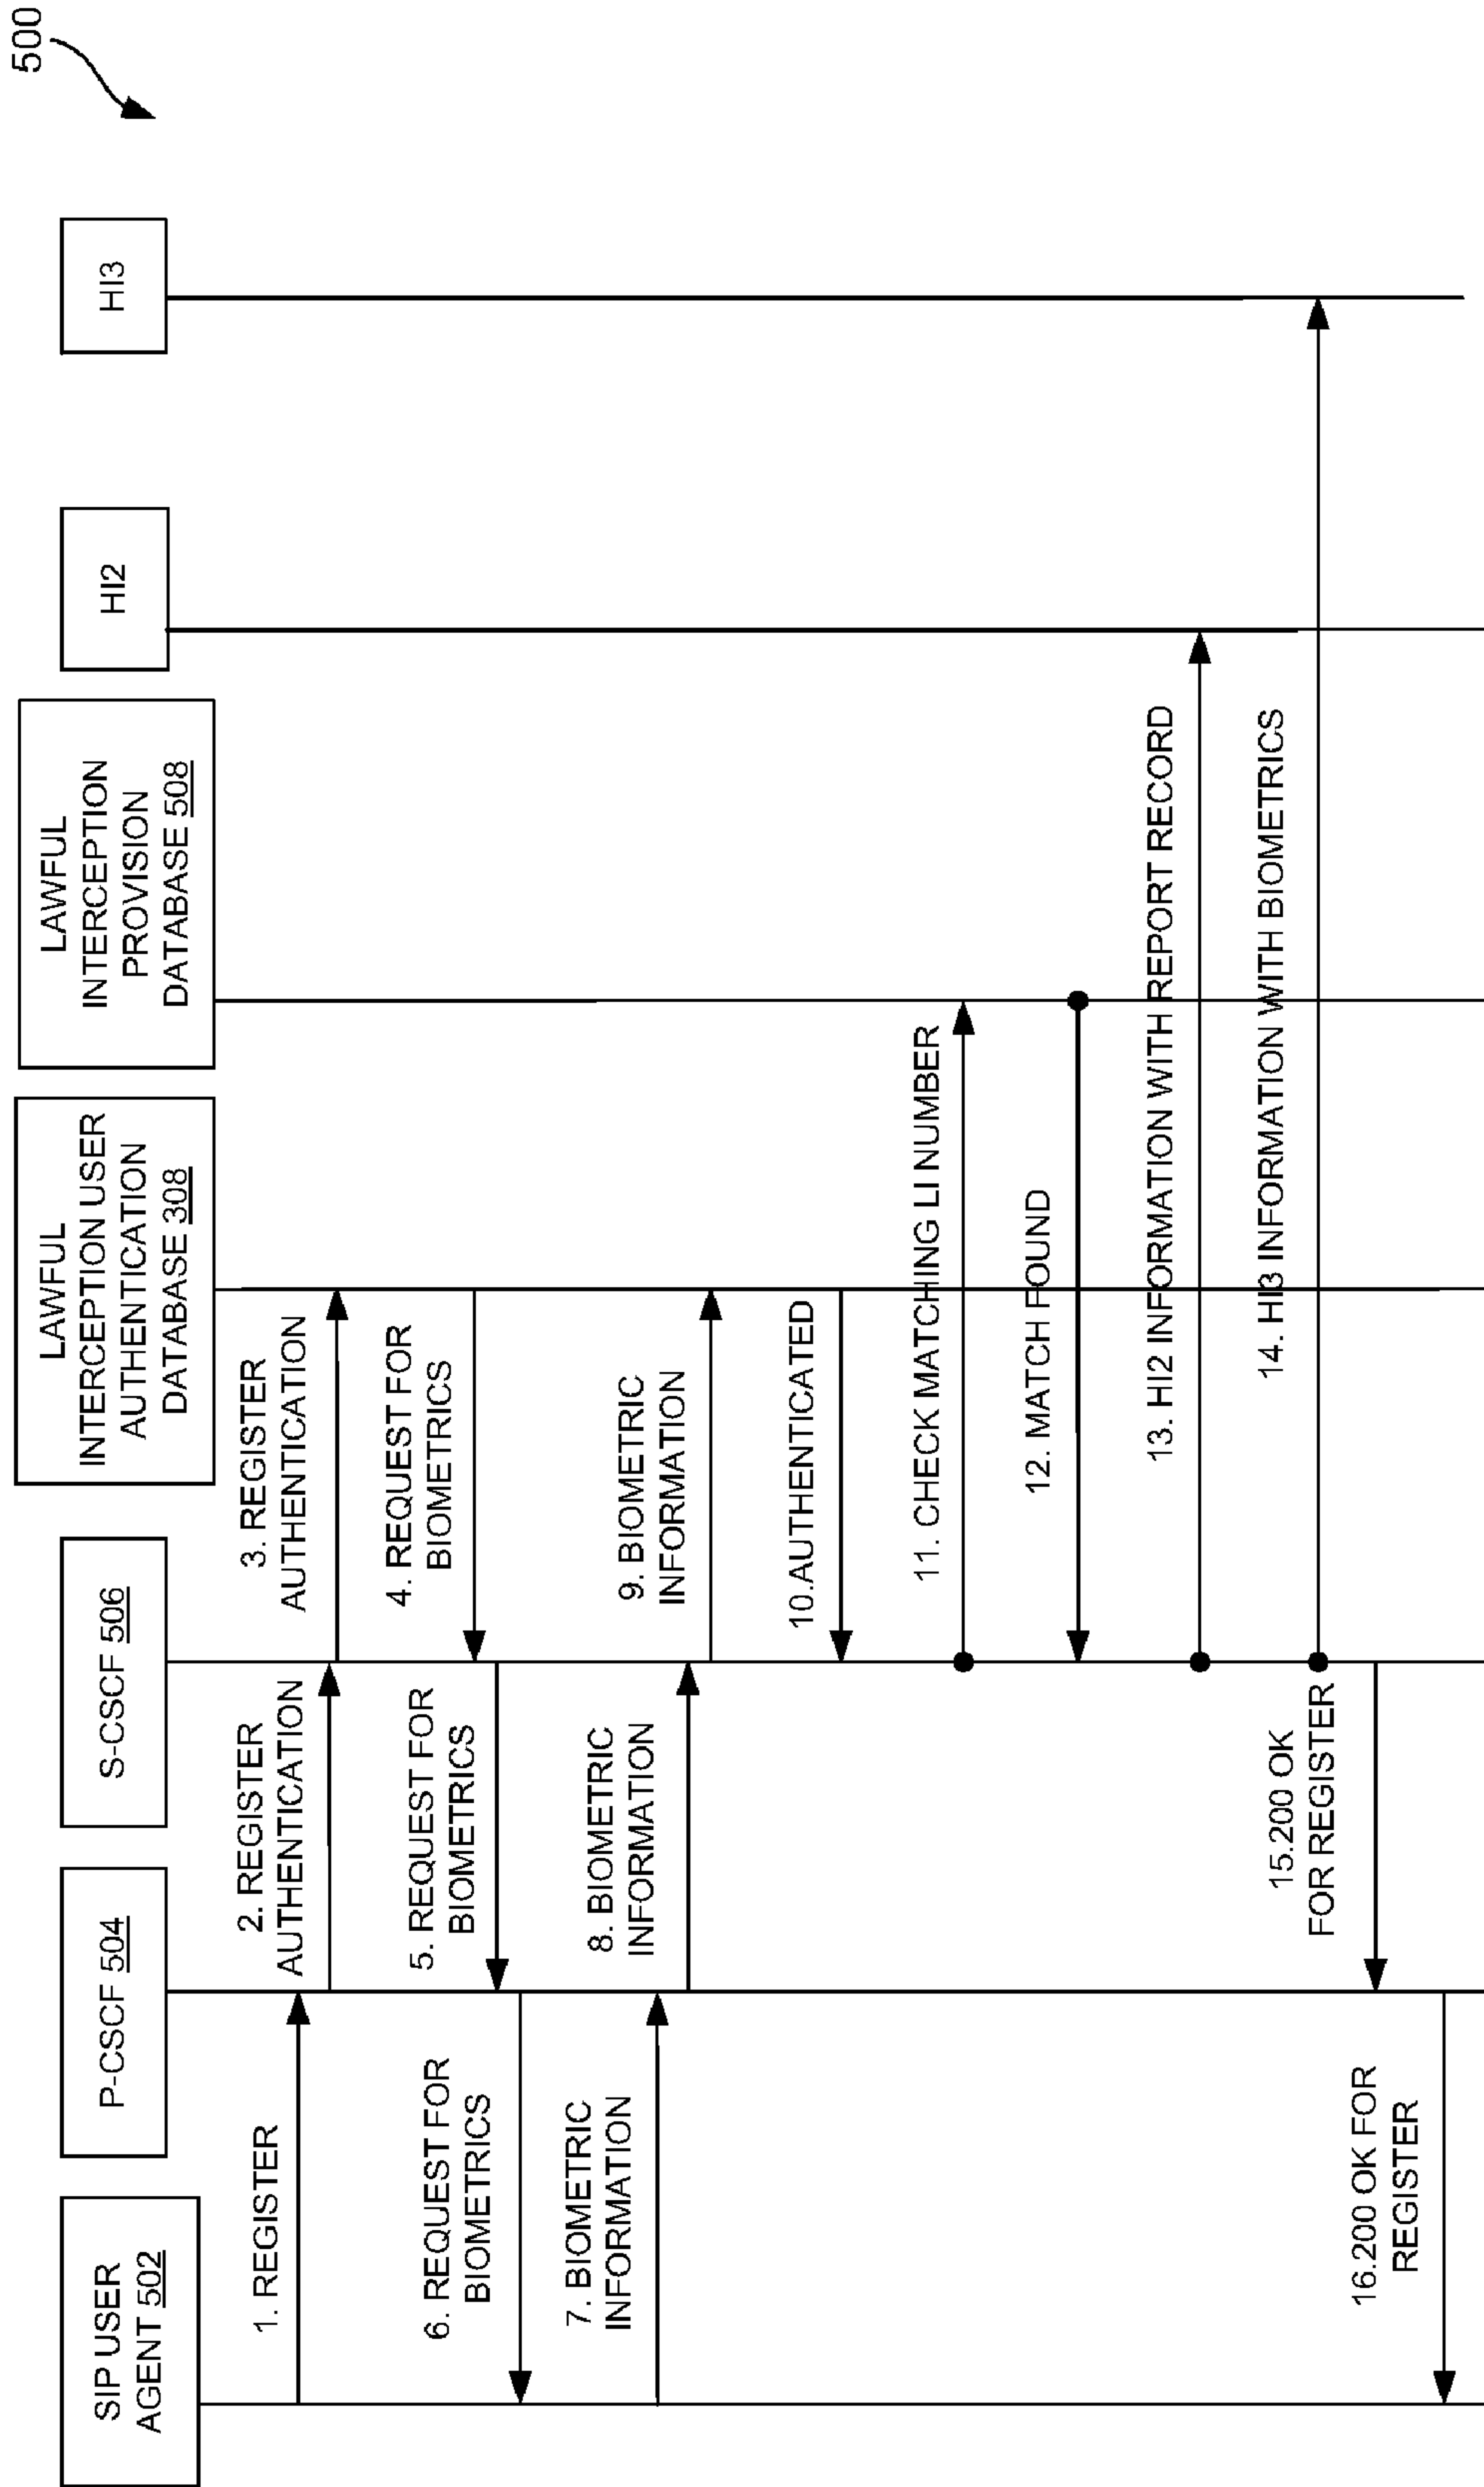 500
SIP USER
AGENT 502
P-CSCF 504
S-CSCF 506
LAWFUL
INTERCEPTION USER
AUTHENTICATION
DATABASE 308
LAWFUL
INTERCEPTION
PROVISION
DATABASE 508
HI2
HI3
1. REGISTER
2. REGISTER
AUTHENTICATION
3. REGISTER
AUTHENTICATION
4. REQUEST FOR
BIOMETRICS
5. REQUEST FOR
BIOMETRICS
6. REQUEST FOR
BIOMETRICS
7. BIOMETRIC
INFORMATION
8. BIOMETRIC
INFORMATION
9. BIOMETRIC
INFORMATION
10.AUTHENTICATED
11. CHECK MATCHING LI NUMBER
12. MATCH FOUND
13. HI2 INFORMATION WITH REPORT RECORD
14. HI3 INFORMATION WITH BIOMETRICS
15.200 OK
FOR REGISTER
16.200 OK FOR
REGISTER